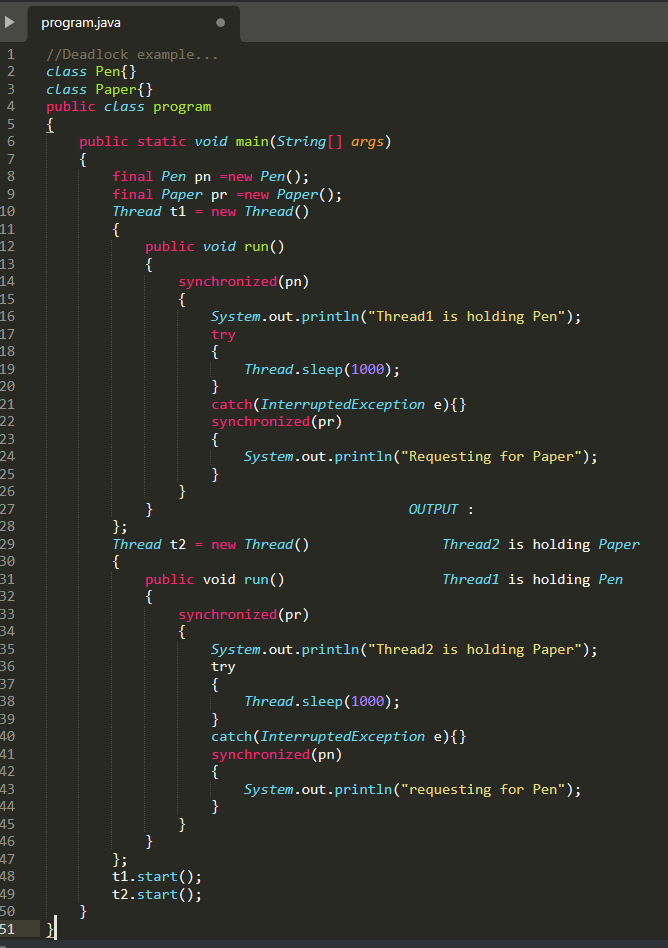 program.java
1 //Deadlock example...
2 class Pen{}
3 class Paper{}
4 public class program
5 {
6 public static void main(String[] args)
7 {
8 final Pen pn =new Pen();
9 final Paper pr =new Paper();
10 Thread t1 = new Thread()
11 {
12 public void run()
13 {
14 synchronized(pn)
15 {
16 System.out.println("Thread1 is holding Pen");
17 try
18 {
19 Thread.sleep(1000);
20 }
21 catch(InterruptedException e){}
22 synchronized(pr)
23 {
24 System.out.println("Requesting for Paper");
25 }
26 }
27 } OUTPUT :
28 };
29 Thread t2 = new Thread() Thread2 is holding Paper
30 {
31 public void run() Thread1 is holding Pen
32 {
33 synchronized(pr)
34 {
35 System.out.println("Thread2 is holding Paper");
36 try
37 {
38 Thread.sleep(1000);
39 }
40 catch(InterruptedException e){}
41 synchronized(pn)
42 {
43 System.out.println("requesting for Pen");
44 }
45 }
46 }
47 };
48 t1.start();
49 t2.start();
50 }
51 }